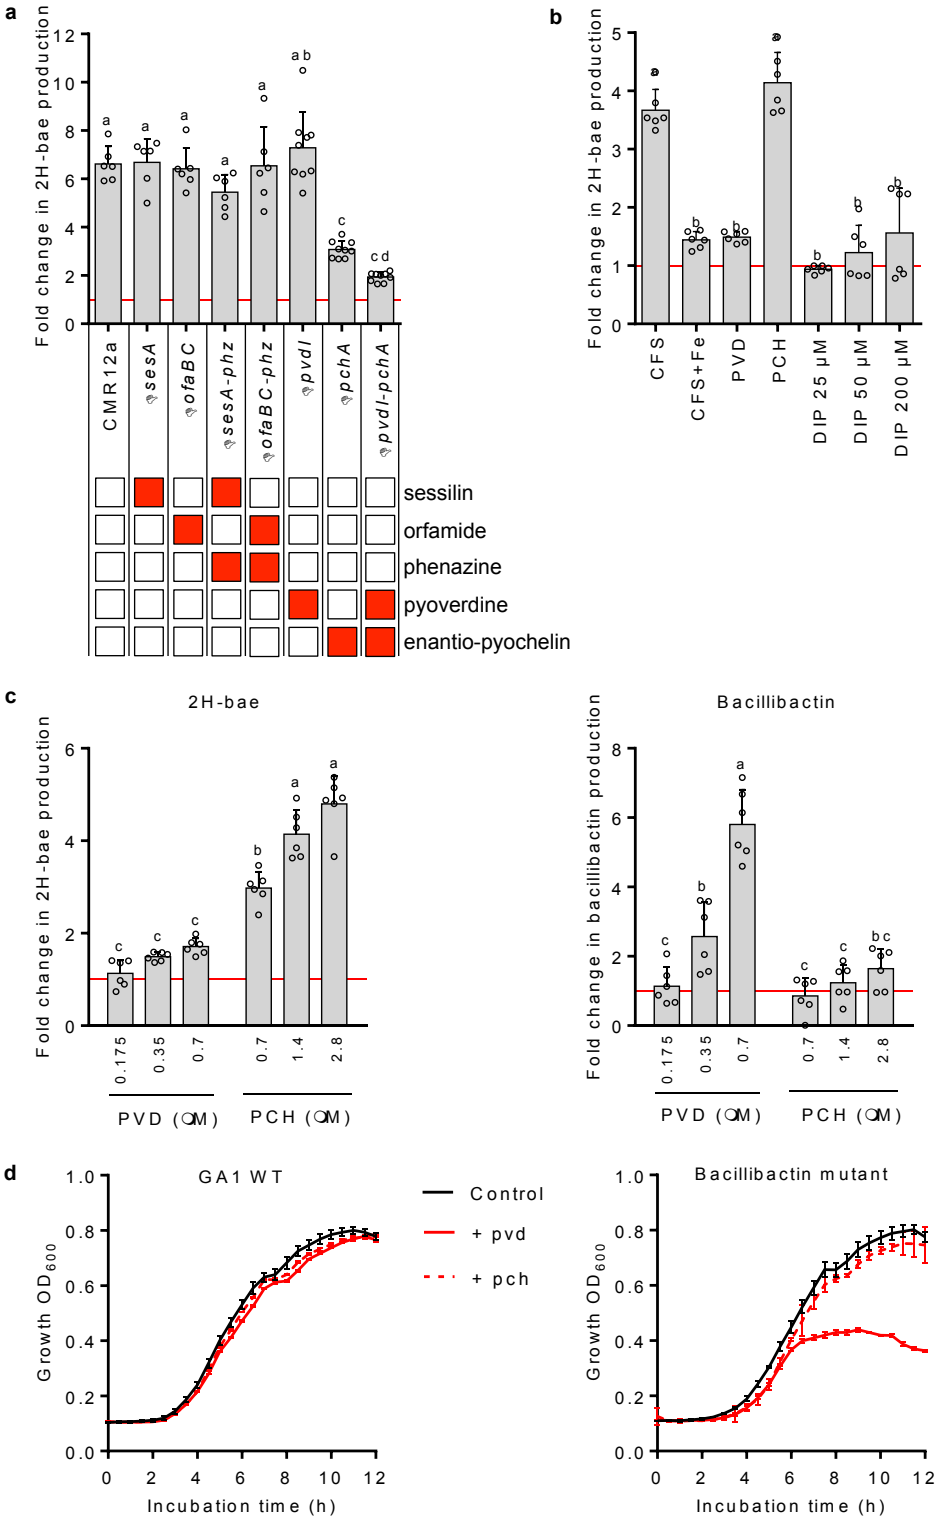 a
Fold change in 2H-bae production
12
10
8
6
4
2
0
a
a
a
a
a
a b
c
c d
CMR12a
sesA
ofaBC
sesA-phz
ofaBC-phz
pvdI
pchA
pvdI-pchA
sessilin
orfamide
phenazine
pyoverdine
enantio-pyochelin
b
Fold change in 2H-bae production
5
4
3
2
1
0
a
b
b
a
b
b
b
CFS
CFS+Fe
PVD
PCH
DIP 25 µM
DIP 50 µM
DIP 200 µM
c
2H-bae
Fold change in 2H-bae production
6
4
2
0
c
c
c
b
a
a
0.175
0.35
0.7
0.7
1.4
2.8
PVD (M)
PCH (M)
Bacillibactin
Fold change in bacillibactin production
8
6
4
2
0
c
b
a
c
c
b c
0.175
0.35
0.7
0.7
1.4
2.8
PVD (M)
PCH (M)
d
GA1 WT
Growth OD600
1.0
0.8
0.6
0.4
0.2
0.0
0 2 4 6 8 10 12
Incubation time (h)
Control
+ pvd
+ pch
Bacillibactin mutant
Growth OD600
1.0
0.8
0.6
0.4
0.2
0.0
0 2 4 6 8 10 12
Incubation time (h)